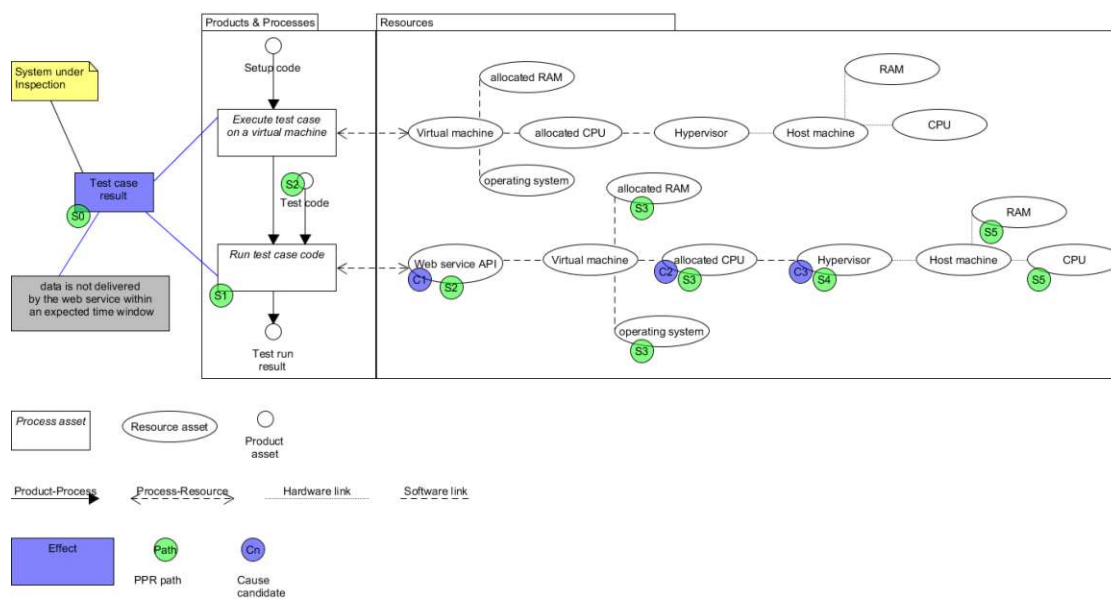 Products & Processes
Resources
System under
Inspection
Setup code
Execute test case
on a virtual machine
allocated RAM
Virtual machine
allocated CPU
Hypervisor
Host machine
RAM
CPU
operating system
Test case
result
S0
S2
Test code
allocated RAM
S3
RAM
S5
Run test case code
S1
Web service API
C1
S2
Virtual machine
allocated CPU
C2
S3
Hypervisor
C3
S4
Host machine
CPU
S5
data is not delivered
by the web service within
an expected time window
operating system
S3
Test run
result
Process asset
Resource asset
Product
asset
Product-Process
Process-Resource
Hardware link
Software link
Effect
Path
Cn
PPR path
Cause
candidate